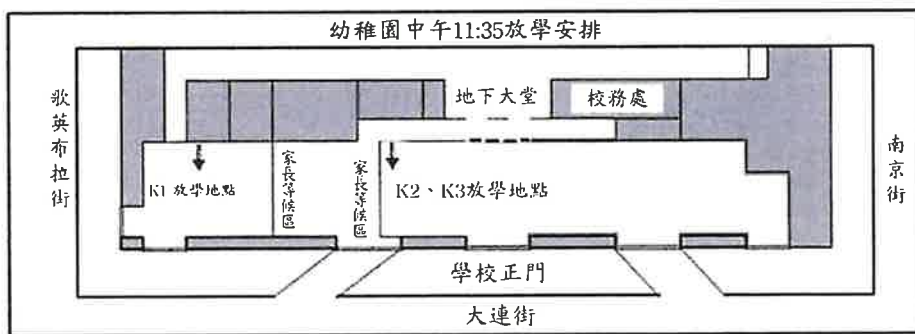 幼稚園中午11:35放學安排
地下大堂
校務處
歌英布拉街
南京街
K1 放學地點
家長等候區
家長等候區
K2、K3放學地點
學校正門
大連街